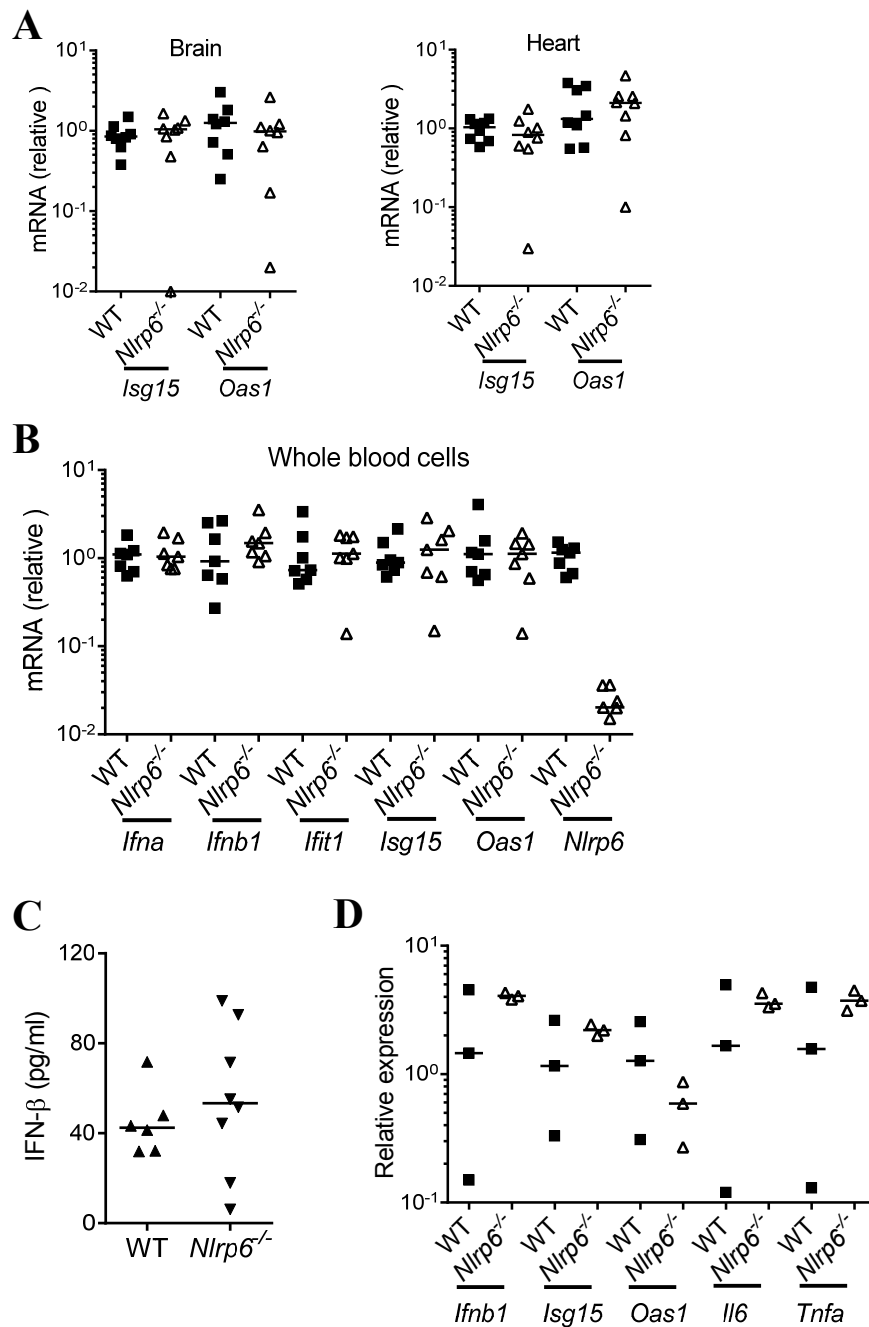 A
Brain
Heart
mRNA (relative)
10¹
10⁰
10⁻¹
10⁻²
WT
Nlrp6⁻/⁻
WT
Nlrp6⁻/⁻
Isg15
Oas1
mRNA (relative)
10¹
10⁰
10⁻¹
10⁻²
WT
Nlrp6⁻/⁻
WT
Nlrp6⁻/⁻
Isg15
Oas1
B
Whole blood cells
mRNA (relative)
10¹
10⁰
10⁻¹
10⁻²
WT
Nlrp6⁻/⁻
WT
Nlrp6⁻/⁻
WT
Nlrp6⁻/⁻
WT
Nlrp6⁻/⁻
WT
Nlrp6⁻/⁻
WT
Nlrp6⁻/⁻
Ifna
Ifnb1
Ifit1
Isg15
Oas1
Nlrp6
C
IFN-β (pg/ml)
120
80
40
0
WT
Nlrp6⁻/⁻
D
Relative expression
10¹
10⁰
10⁻¹
WT
Nlrp6⁻/⁻
WT
Nlrp6⁻/⁻
WT
Nlrp6⁻/⁻
WT
Nlrp6⁻/⁻
WT
Nlrp6⁻/⁻
Ifnb1
Isg15
Oas1
Il6
Tnfa